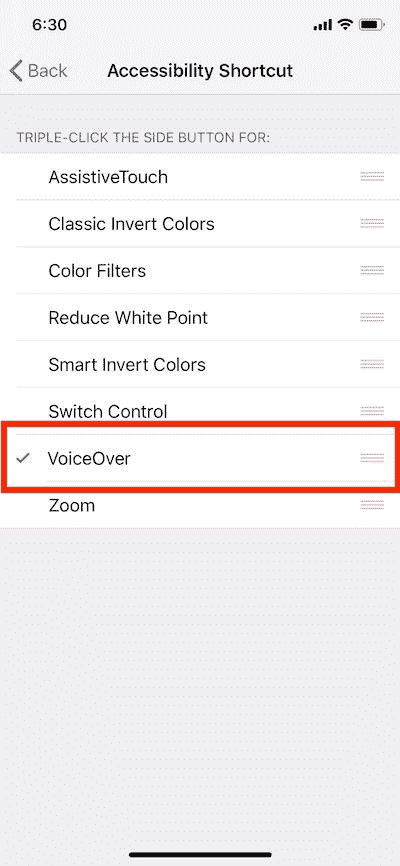 6:30
Back
Accessibility Shortcut
TRIPLE-CLICK THE SIDE BUTTON FOR:
AssistiveTouch
Classic Invert Colors
Color Filters
Reduce White Point
Smart Invert Colors
Switch Control
VoiceOver
Zoom